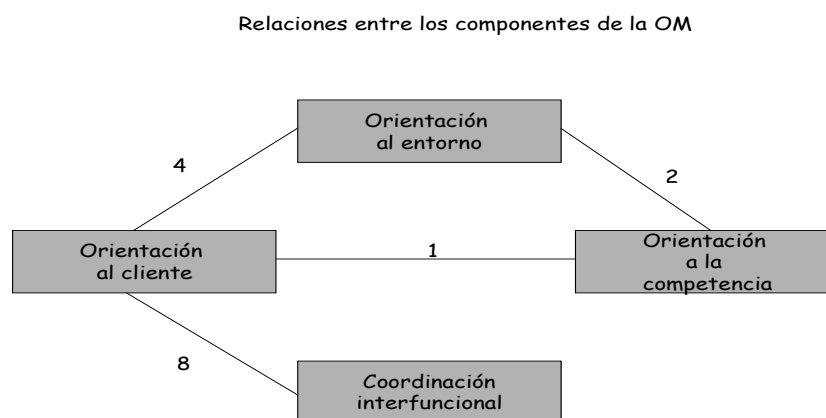 Relaciones entre los componentes de la OM
Orientación
al entorno
4
2
Orientación
al cliente
1
Orientación
a la
competencia
8
Coordinación
interfuncional